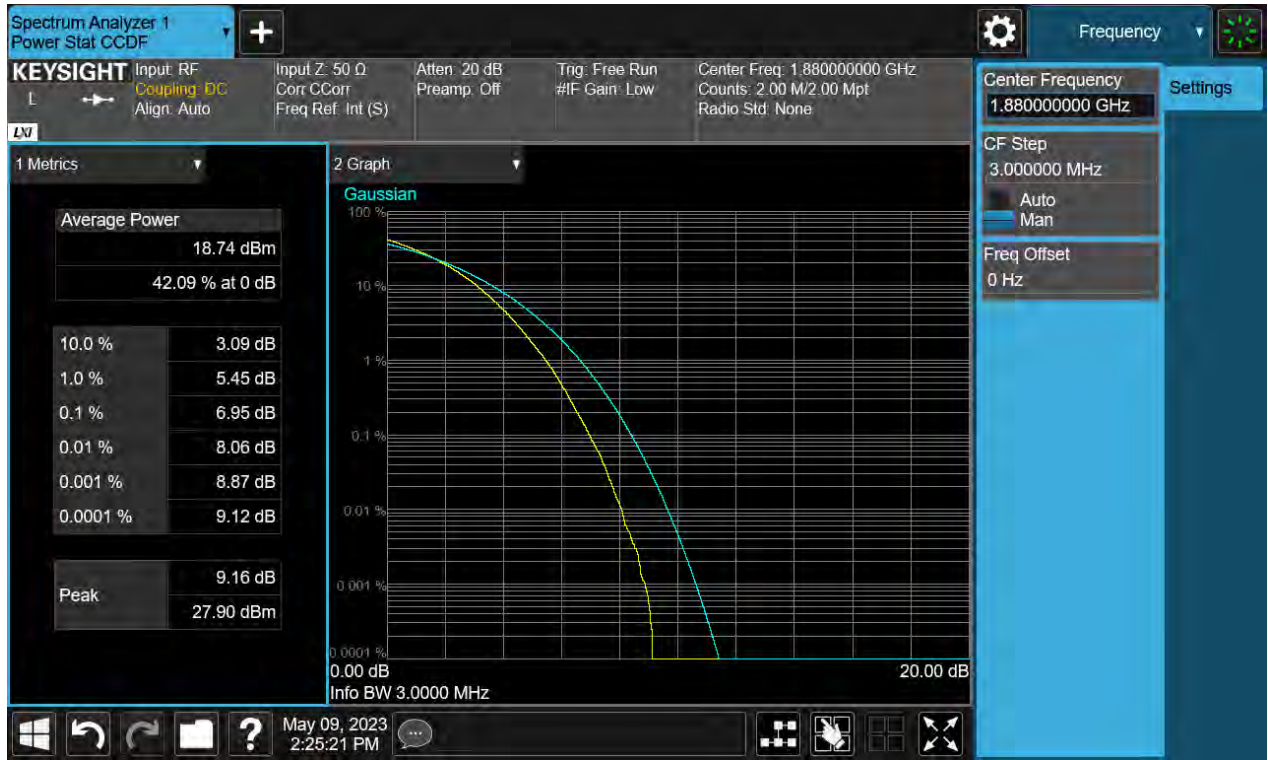 Spectrum Analyzer 1
Power Stat CCDF
Frequency
KEYSIGHT
L
LXI
Input: RF
Coupling: DC
Align: Auto
Input Z: 50 Ω
Corr CCorr
Freq Ref: Int (S)
Atten: 20 dB
Preamp: Off
Trig: Free Run
#IF Gain: Low
Center Freq: 1.880000000 GHz
Counts: 2.00 M/2.00 Mpt
Radio Std: None
Center Frequency
1.880000000 GHz
Settings
CF Step
3.000000 MHz
Auto
Man
Freq Offset
0 Hz
1 Metrics
Average Power
18.74 dBm
42.09 % at 0 dB
10.0 % 3.09 dB
1.0 % 5.45 dB
0.1 % 6.95 dB
0.01 % 8.06 dB
0.001 % 8.87 dB
0.0001 % 9.12 dB
Peak
9.16 dB
27.90 dBm
2 Graph
Gaussian
100 %
10 %
1 %
0.1 %
0.01 %
0.001 %
0.0001 %
0.00 dB 20.00 dB
Info BW 3.0000 MHz
?
May 09, 2023
2:25:21 PM